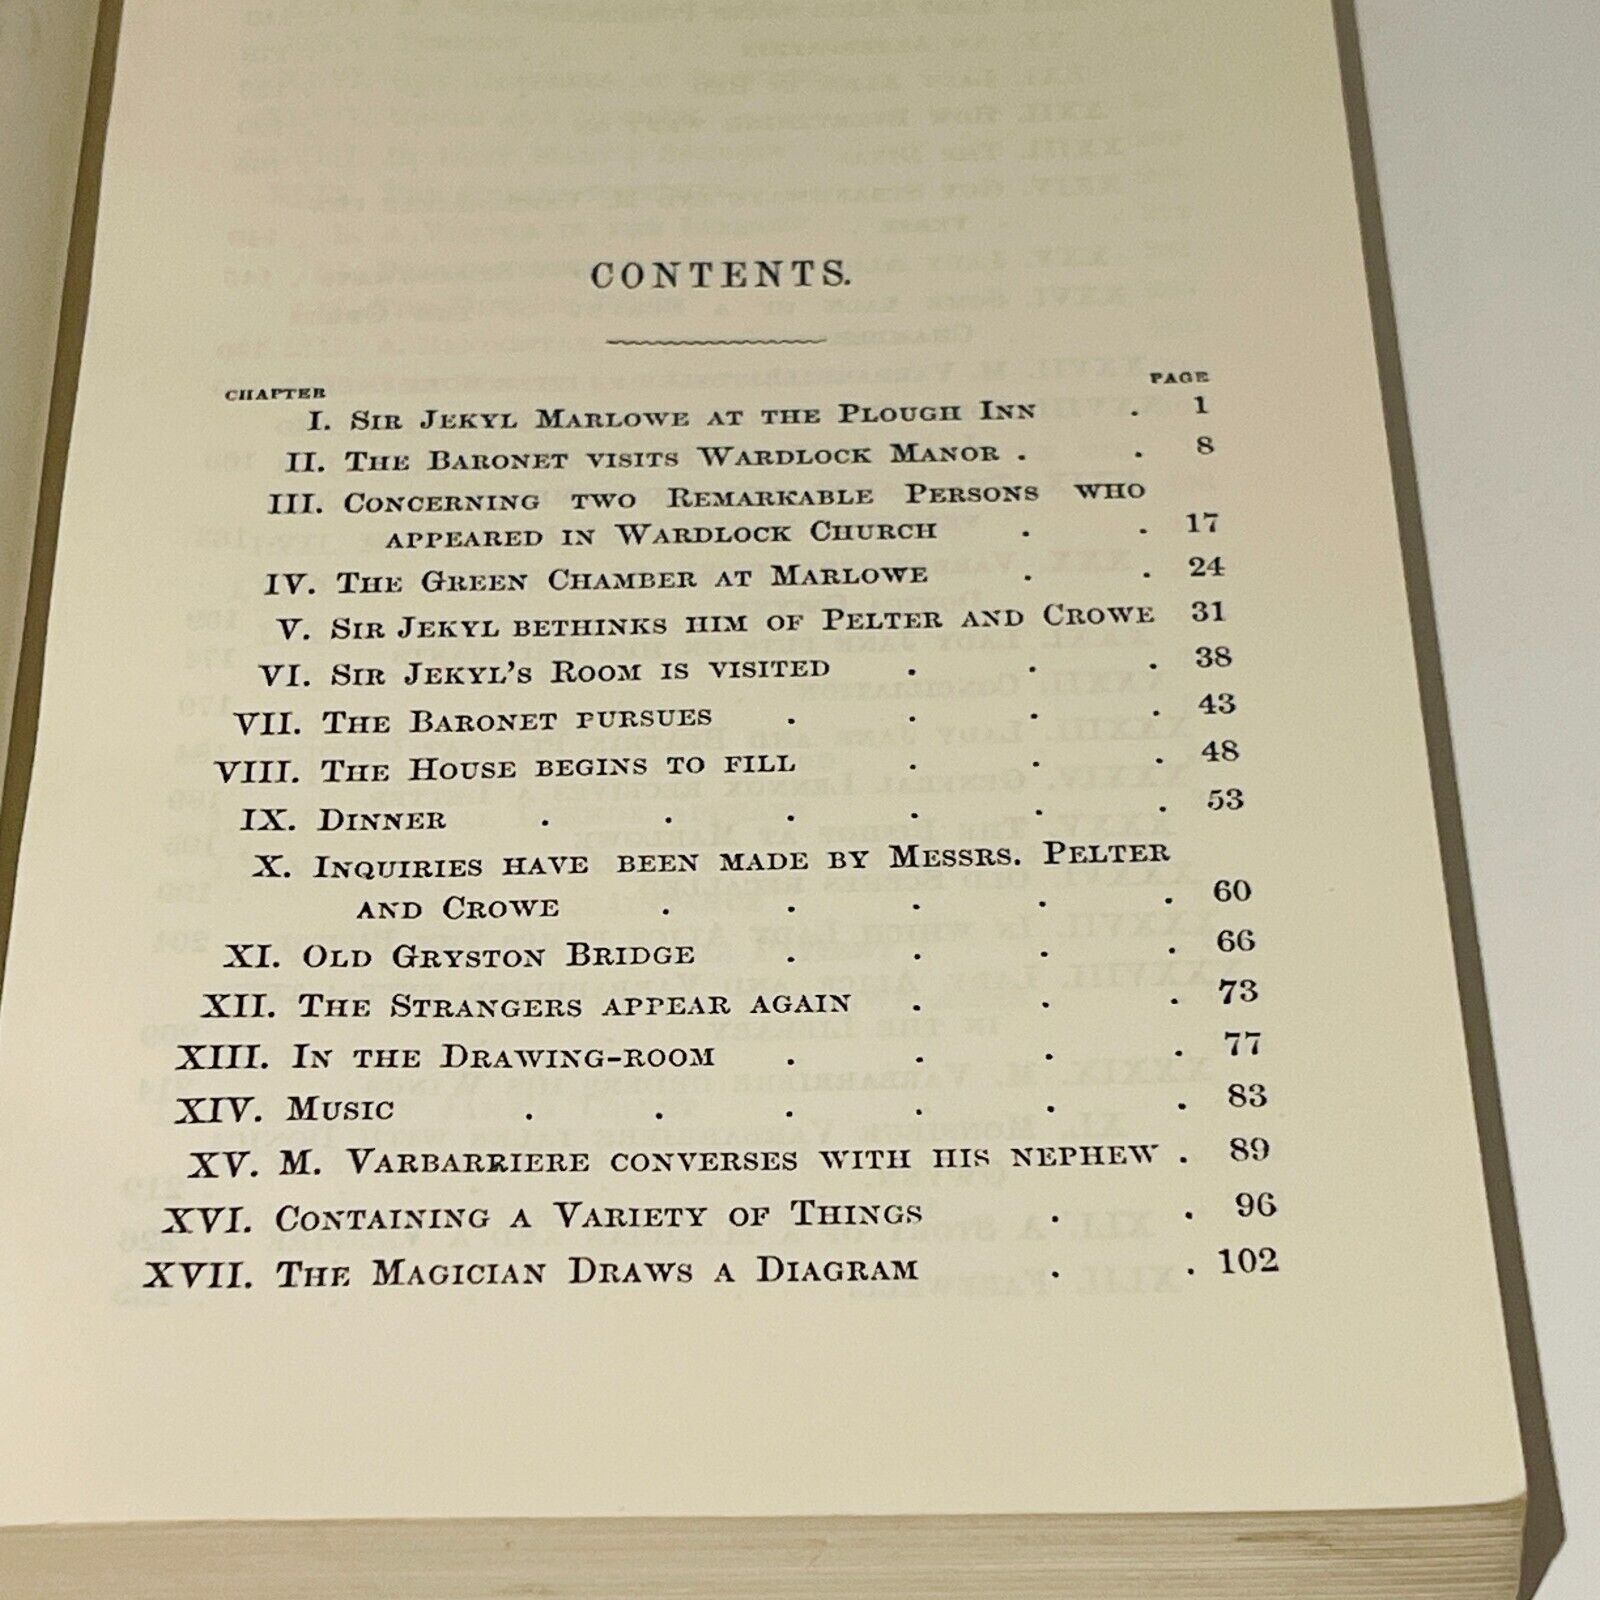 CONTENTS.
CHAPTER PAGE
I. SIR JEKYL MARLOWE AT THE PLOUGH INN . 1
II. THE BARONET VISITS WARDLOCK MANOR . . 8
III. CONCERNING TWO REMARKABLE PERSONS WHO
APPEARED IN WARDLOCK CHURCH . . 17
IV. THE GREEN CHAMBER AT MARLOWE . . 24
V. SIR JEKYL BETHINKS HIM OF PELTER AND CROWE 31
VI. SIR JEKYL'S ROOM IS VISITED . . . 38
VII. THE BARONET PURSUES . . . . 43
VIII. THE HOUSE BEGINS TO FILL . . . 48
IX. DINNER . . . . . . 53
X. INQUIRIES HAVE BEEN MADE BY MESSRS. PELTER
AND CROWE . . . . . 60
XI. OLD GRYSTON BRIDGE . . . . 66
XII. THE STRANGERS APPEAR AGAIN . . . 73
XIII. IN THE DRAWING-ROOM . . . . 77
XIV. MUSIC . . . . . . 83
XV. M. VARBARRIERE CONVERSES WITH HIS NEPHEW . 89
XVI. CONTAINING A VARIETY OF THINGS . . 96
XVII. THE MAGICIAN DRAWS A DIAGRAM . . 102